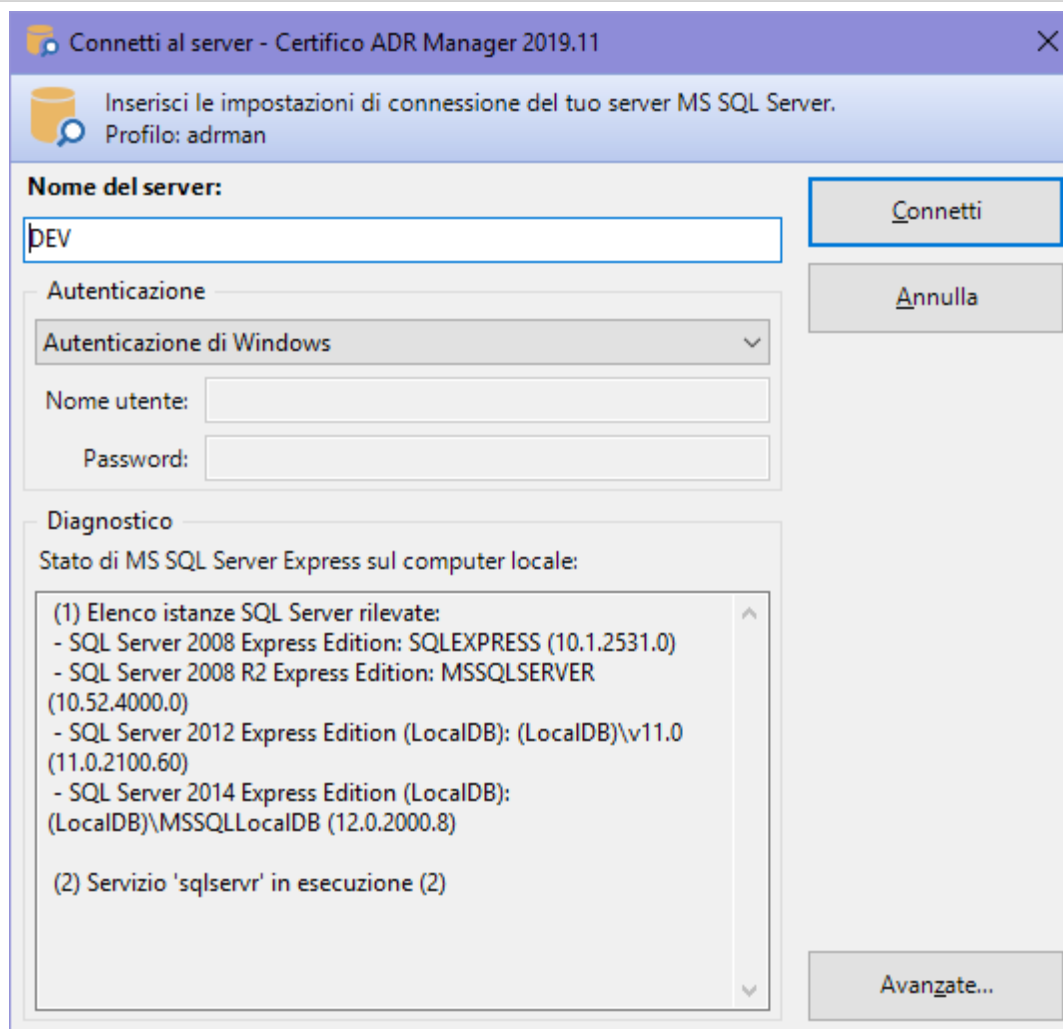 Connetti al server - Certifico ADR Manager 2019.11
Inserisci le impostazioni di connessione del tuo server MS SQL Server.
Profilo: adrman
Nome del server:
DEV
Connetti
Annulla
Autenticazione
Autenticazione di Windows
Nome utente:
Password:
Diagnostico
Stato di MS SQL Server Express sul computer locale:
(1) Elenco istanze SQL Server rilevate:
- SQL Server 2008 Express Edition: SQLEXPRESS (10.1.2531.0)
- SQL Server 2008 R2 Express Edition: MSSQLSERVER
(10.52.4000.0)
- SQL Server 2012 Express Edition (LocalDB): (LocalDB)\v11.0
(11.0.2100.60)
- SQL Server 2014 Express Edition (LocalDB):
(LocalDB)\MSSQLLocalDB (12.0.2000.8)
(2) Servizio 'sqlservr' in esecuzione (2)
Avanzate...